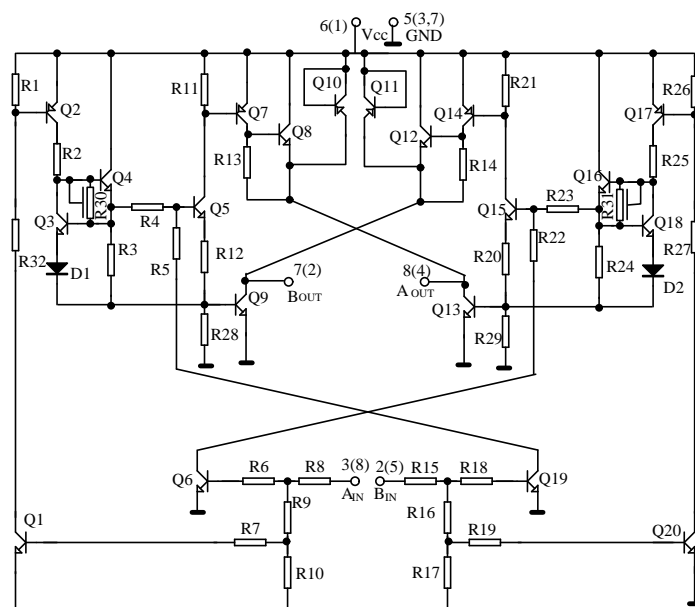 6(1)
5(3,7)
Vcc
GND
R1
Q2
R11
Q7
Q10
Q11
R21
R26
Q14
Q17
Q8
Q12
R2
Q4
R13
R14
Q16
R25
R30
R31
Q3
R4
Q5
Q15
R23
Q18
R32
R3
R5
R12
R20
R22
R24
R27
D1
D2
7(2)
BOUT
8(4)
AOUT
Q9
Q13
R28
R29
Q6
R6
R8
3(8)
AIN
2(5)
BIN
R15
R18
Q19
R9
R16
Q1
R7
R19
Q20
R10
R17